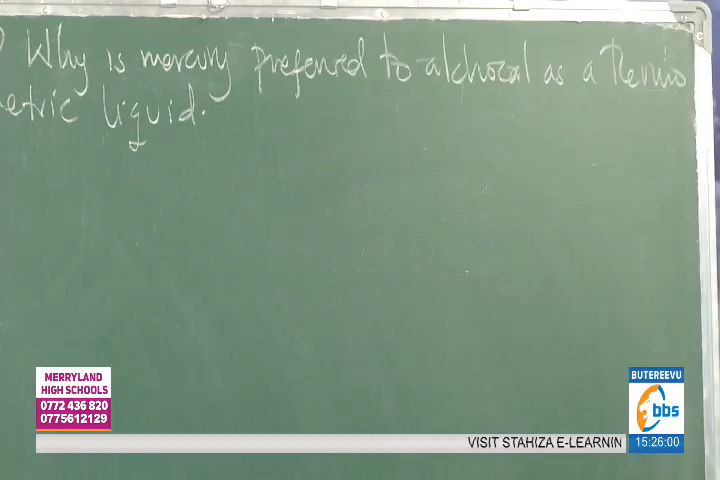 Why is mercury preferred to alchocal as a thermo
etric liquid.
MERRYLAND
HIGH SCHOOLS
0772 436 820
0775612129
BUTEREEVU
bbs
VISIT STAHIZA E-LEARNIN
15:26:00